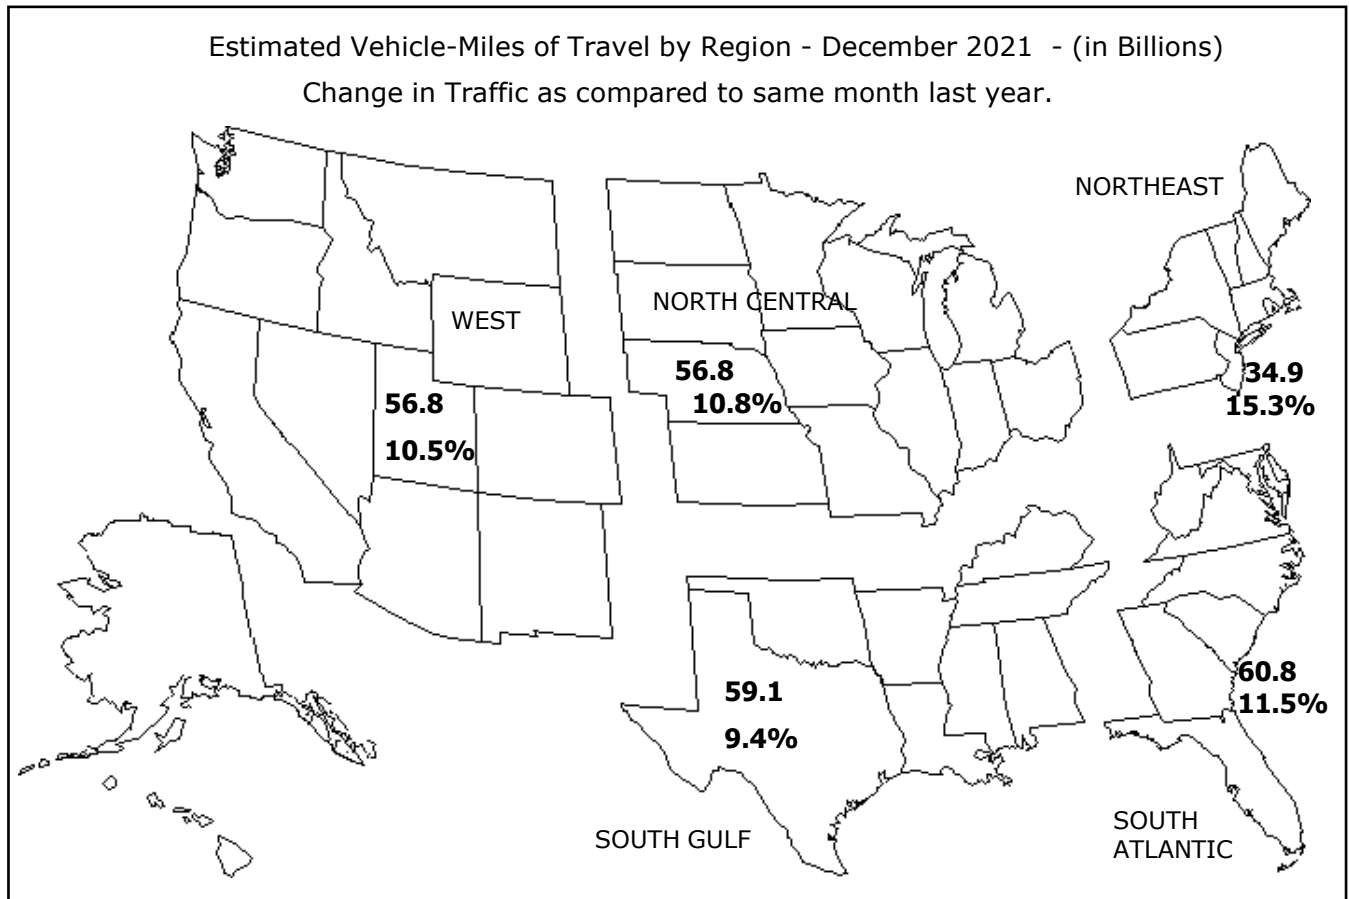 Estimated Vehicle-Miles of Travel by Region - December 2021 - (in Billions)
Change in Traffic as compared to same month last year.
NORTHEAST
WEST
NORTH CENTRAL
56.8
10.5%
56.8
10.8%
34.9
15.3%
59.1
9.4%
60.8
11.5%
SOUTH GULF
SOUTH
ATLANTIC